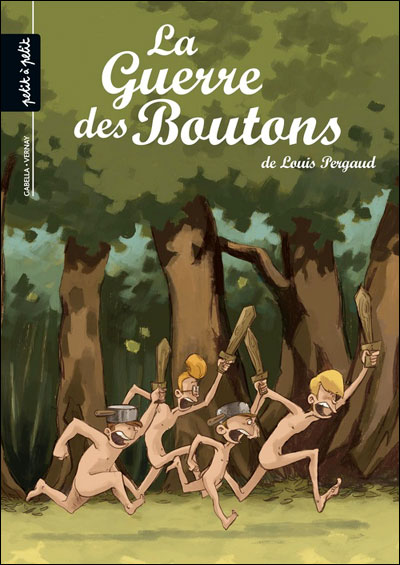 petit à petit
GABELLA • VERNAY
La
Guerre
des Boutons
de Louis Pergaud